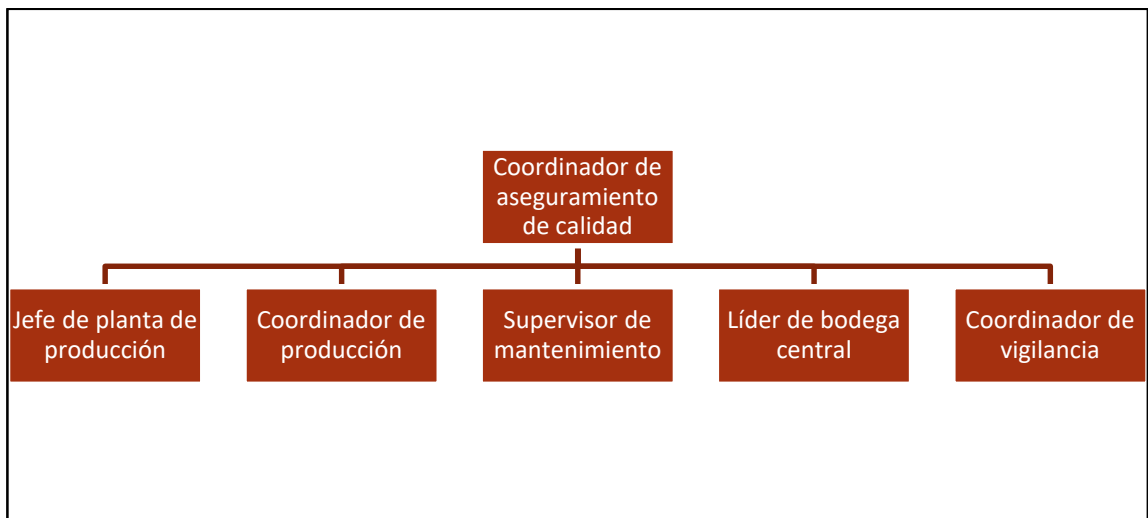 Coordinador de
aseguramiento
de calidad
Jefe de planta de
producción
Coordinador de
producción
Supervisor de
mantenimiento
Líder de bodega
central
Coordinador de
vigilancia